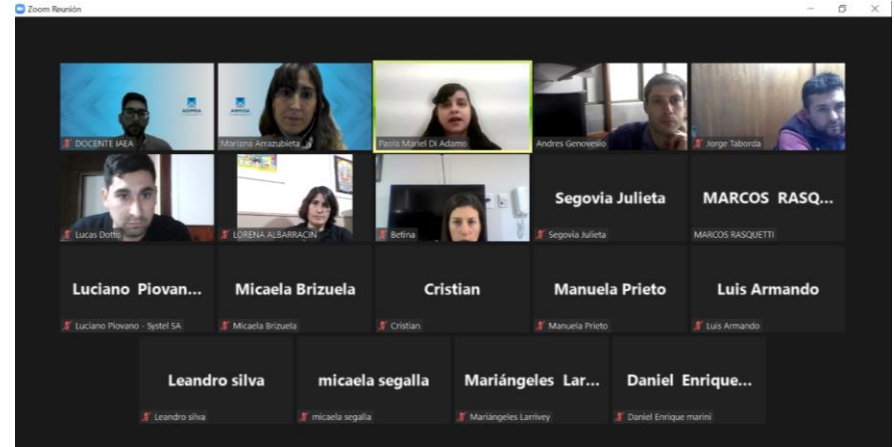 Zoom Reunión
DOCENTE IAEA
Mariana Arrazubieta
Paola Mariel Di Adamo
Andres Genovesio
Jorge Taborda
Lucas Dotto
LORENA ALBARRACIN
Betina
Segovia Julieta
Segovia Julieta
MARCOS RASQ...
MARCOS RASQUETTI
Luciano Piovan...
Luciano Piovano - Systel SA
Micaela Brizuela
Micaela Brizuela
Cristian
Cristian
Manuela Prieto
Manuela Prieto
Luis Armando
Luis Armando
Leandro silva
Leandro silva
micaela segalla
micaela segalla
Mariángeles Lar...
Mariángeles Larrivey
Daniel Enrique...
Daniel Enrique marini